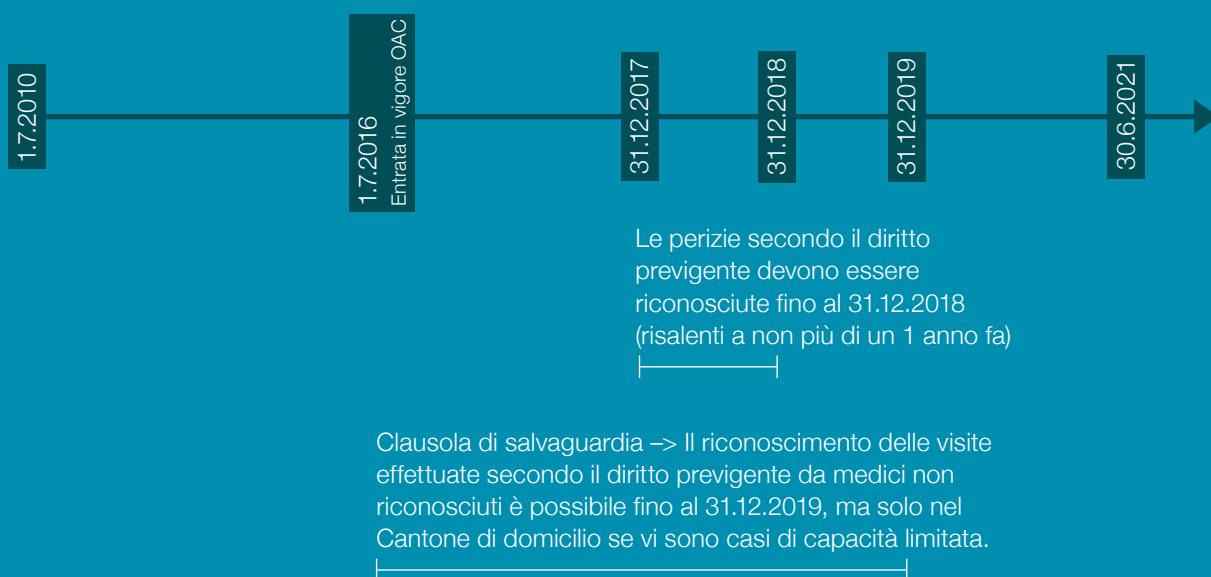 1.7.2010
1.7.2016
Entrata in vigore OAC
31.12.2017
31.12.2018
31.12.2019
30.6.2021
Le perizie secondo il diritto
previgente devono essere
riconosciute fino al 31.12.2018
(risalenti a non più di un 1 anno fa)
Clausola di salvaguardia –> Il riconoscimento delle visite
effettuate secondo il diritto previgente da medici non
riconosciuti è possibile fino al 31.12.2019, ma solo nel
Cantone di domicilio se vi sono casi di capacità limitata.